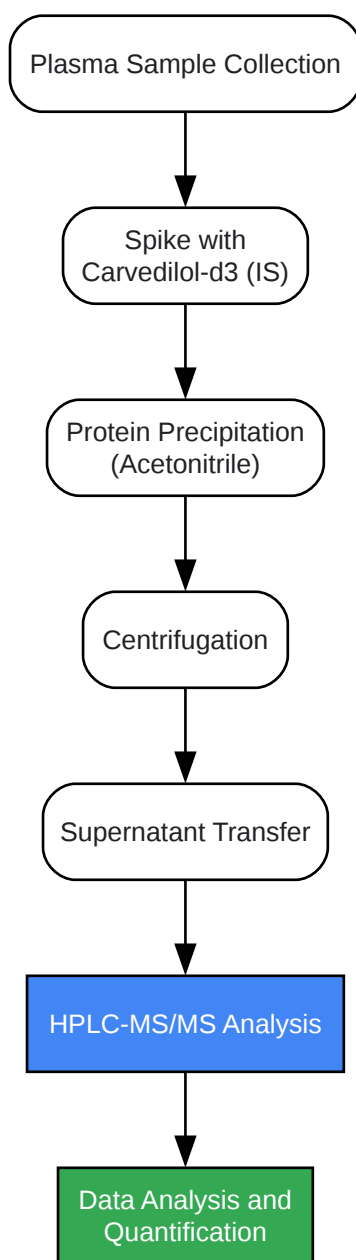 Plasma Sample Collection
Spike with
Carvedilol-d3 (IS)
Protein Precipitation
(Acetonitrile)
Centrifugation
Supernatant Transfer
HPLC-MS/MS Analysis
Data Analysis and
Quantification